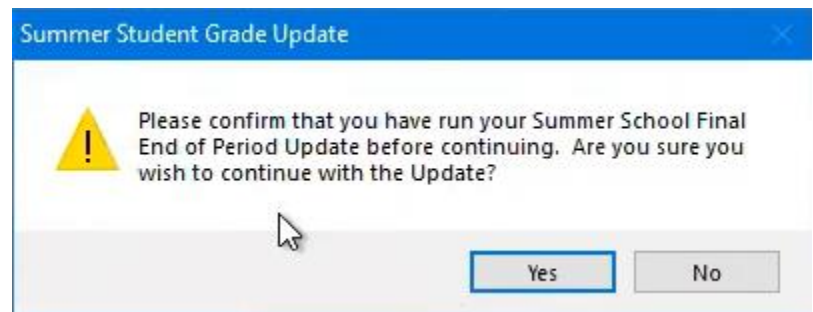 Summer Student Grade Update
Please confirm that you have run your Summer School Final
End of Period Update before continuing.  Are you sure you
wish to continue with the Update?
Yes
No